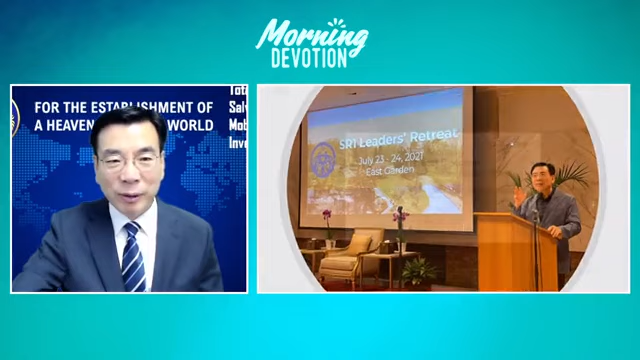 Morning
DEVOTION
FOR THE ESTABLISHMENT OF
A HEAVEN WORLD
SRI Leaders' Retreat
July 23 - 24, 2021
East Garden